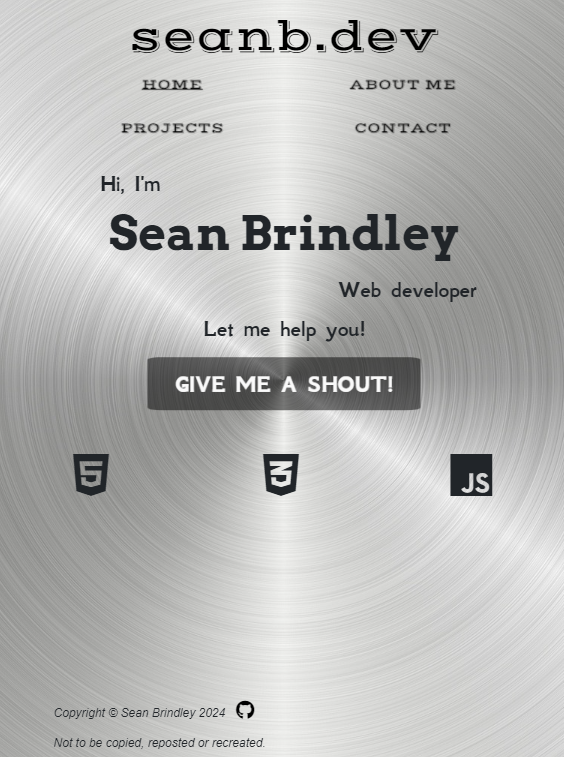 seanb.dev
HOME ABOUT ME
PROJECTS CONTACT
Hi, I'm
Sean Brindley
Web developer
Let me help you!
GIVE ME A SHOUT!
5 3 JS
Copyright © Sean Brindley 2024
Not to be copied, reposted or recreated.